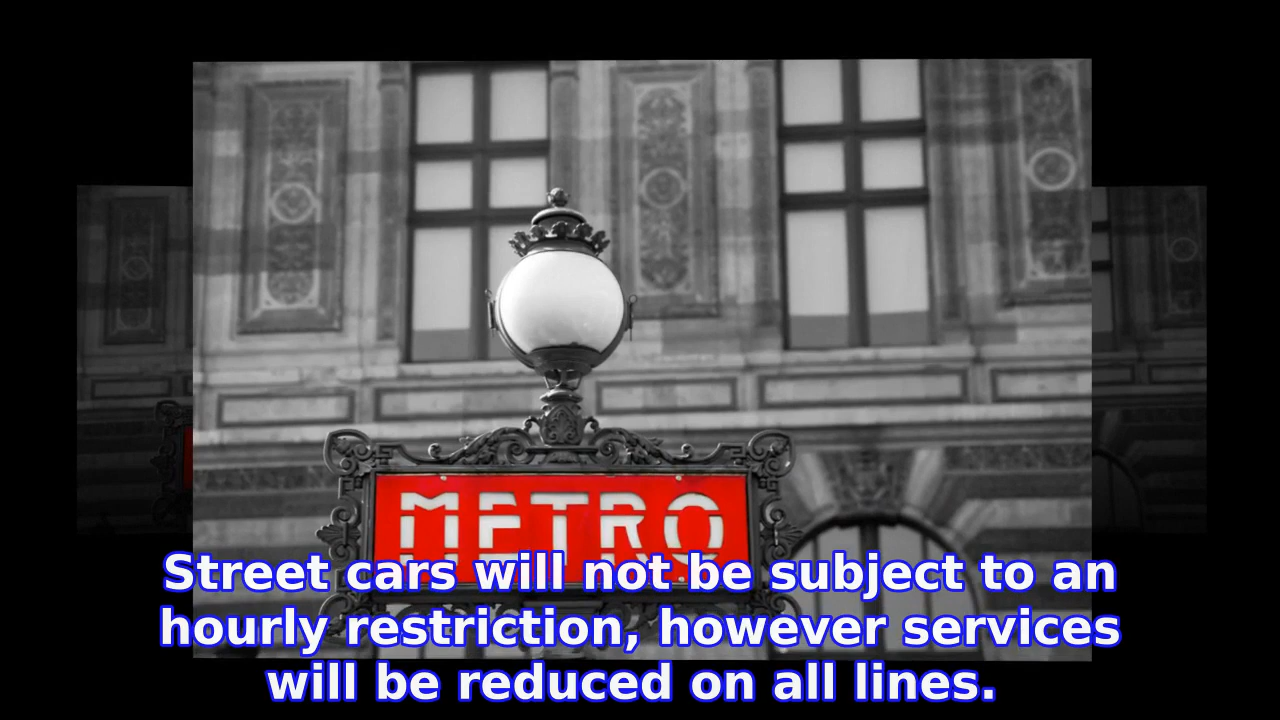 METRO
Street cars will not be subject to an
hourly restriction, however services
will be reduced on all lines.